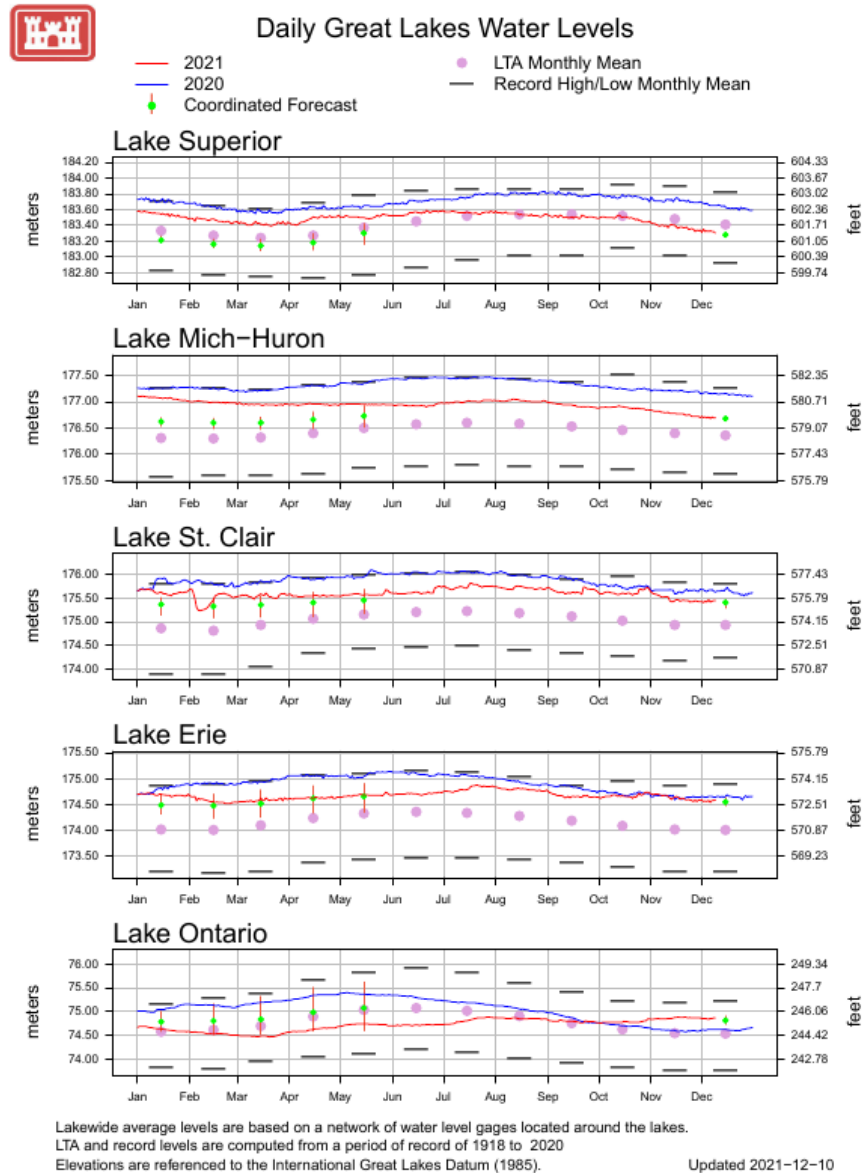 Daily Great Lakes Water Levels
2021
2020
Coordinated Forecast
LTA Monthly Mean
Record High/Low Monthly Mean
Lake Superior
184.20
184.00
183.80
183.60
183.40
183.20
183.00
182.80
meters
604.33
603.67
603.02
602.36
601.71
601.05
600.39
599.74
feet
Jan Feb Mar Apr May Jun Jul Aug Sep Oct Nov Dec
Lake Mich−Huron
177.50
177.00
176.50
176.00
175.50
meters
582.35
580.71
579.07
577.43
575.79
feet
Jan Feb Mar Apr May Jun Jul Aug Sep Oct Nov Dec
Lake St. Clair
176.00
175.50
175.00
174.50
174.00
meters
577.43
575.79
574.15
572.51
570.87
feet
Jan Feb Mar Apr May Jun Jul Aug Sep Oct Nov Dec
Lake Erie
175.50
175.00
174.50
174.00
173.50
meters
575.79
574.15
572.51
570.87
569.23
feet
Jan Feb Mar Apr May Jun Jul Aug Sep Oct Nov Dec
Lake Ontario
76.00
75.50
75.00
74.50
74.00
meters
249.34
247.7
246.06
244.42
242.78
feet
Jan Feb Mar Apr May Jun Jul Aug Sep Oct Nov Dec
Lakewide average levels are based on a network of water level gages located around the lakes.
LTA and record levels are computed from a period of record of 1918 to 2020
Elevations are referenced to the International Great Lakes Datum (1985).
Updated 2021−12−10